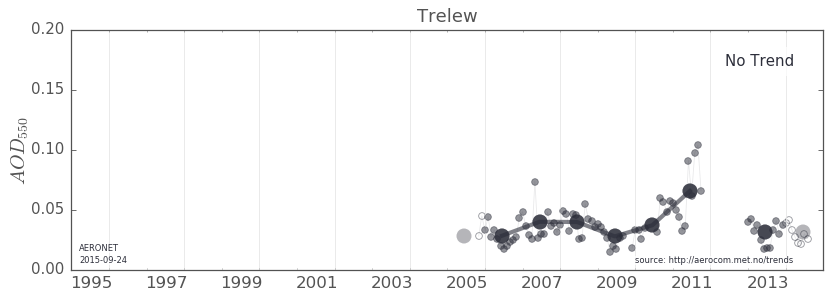 Trelew
0.20
No Trend
0.15
0.10
AOD550
0.05
AERONET
2015-09-24
source: http://aerocom.met.no/trends
0.00
1995 1997 1999 2001 2003 2005 2007 2009 2011 2013